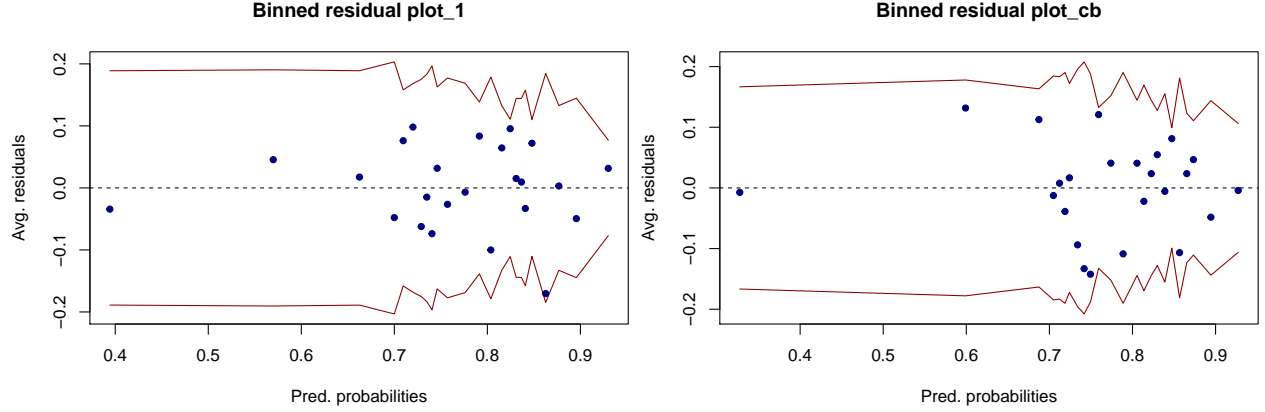 Binned residual plot_1
Avg. residuals
0.2
0.1
0.0
−0.1
−0.2
0.4 0.5 0.6 0.7 0.8 0.9
Pred. probabilities
Binned residual plot_cb
Avg. residuals
0.2
0.1
0.0
−0.1
−0.2
0.4 0.5 0.6 0.7 0.8 0.9
Pred. probabilities